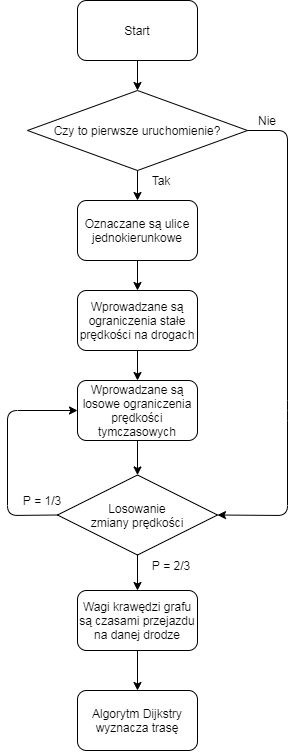 Start
Czy to pierwsze uruchomienie?
Nie
Tak
Oznaczane są ulice
jednokierunkowe
Wprowadzane są
ograniczenia stałe
prędkości na drogach
Wprowadzane są
losowe ograniczenia
prędkości
tymczasowych
P = 1/3
Losowanie
zmiany prędkości
P = 2/3
Wagi krawędzi grafu
są czasami przejazdu
na danej drodze
Algorytm Dijkstry
wyznacza trasę